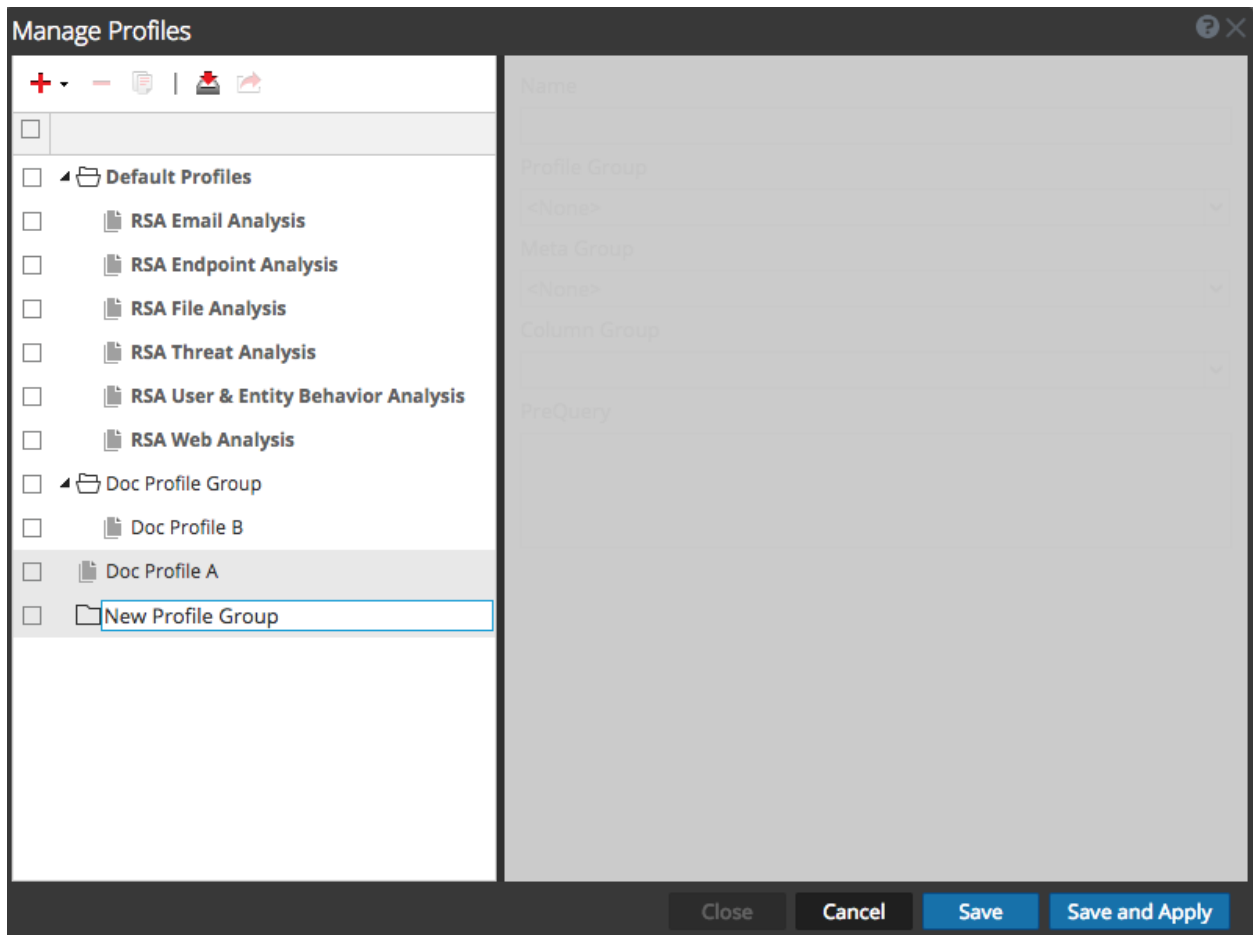 Manage Profiles
Name
Profile Group
<None>
Meta Group
<None>
Column Group
PreQuery
Default Profiles
RSA Email Analysis
RSA Endpoint Analysis
RSA File Analysis
RSA Threat Analysis
RSA User & Entity Behavior Analysis
RSA Web Analysis
Doc Profile Group
Doc Profile B
Doc Profile A
New Profile Group
Close
Cancel
Save
Save and Apply